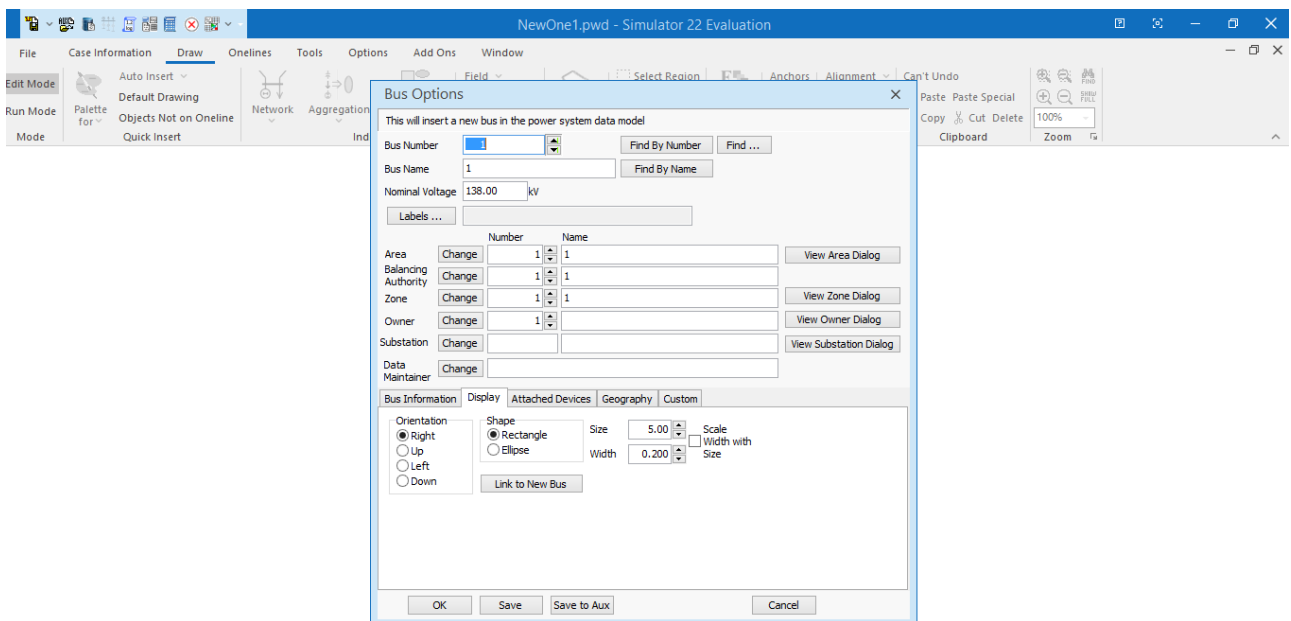 NewOne1.pwd - Simulator 22 Evaluation
File Case Information Draw Onelines Tools Options Add Ons Window
Edit Mode
Run Mode
Mode
Palette for
Auto Insert
Default Drawing
Objects Not on Oneline
Quick Insert
Network
Aggregation
Ind
Field
Select Region
Anchors
Alignment
Can't Undo
Paste Paste Special
Copy Cut Delete
Clipboard
FIND
100%
Zoom
Bus Options
This will insert a new bus in the power system data model
Bus Number 1 Find By Number Find ...
Bus Name 1 Find By Name
Nominal Voltage 138.00 kV
Labels ...
Number Name
Area Change 1 1 View Area Dialog
Balancing
Authority Change 1 1
Zone Change 1 1 View Zone Dialog
Owner Change 1 View Owner Dialog
Substation Change View Substation Dialog
Data
Maintainer Change
Bus Information Display Attached Devices Geography Custom
Orientation
Right
Up
Left
Down
Shape
Rectangle
Ellipse
Link to New Bus
Size 5.00
Width 0.200
Scale
Width with
Size
OK Save Save to Aux Cancel